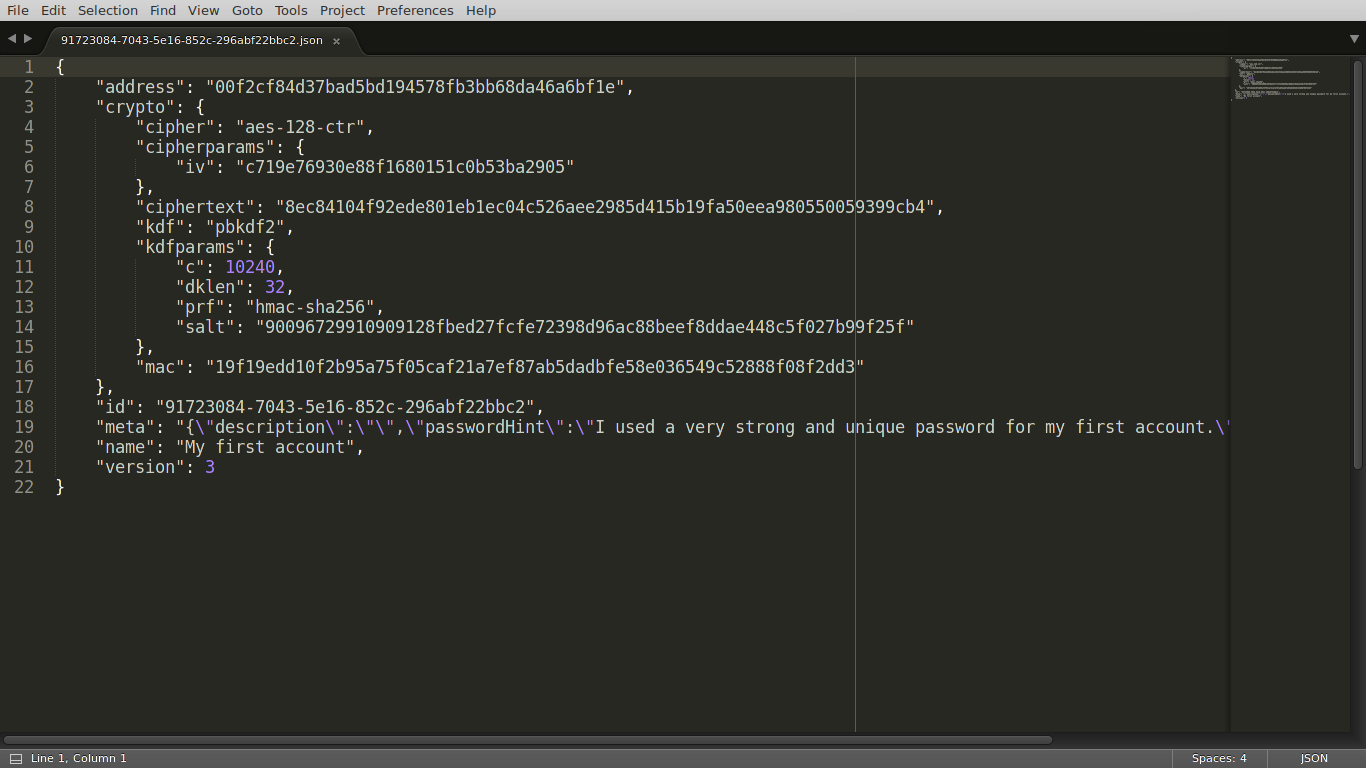 File Edit Selection Find View Goto Tools Project Preferences Help
91723084-7043-5e16-852c-296abf22bbc2.json ×
1 {
2 "address": "00f2cf84d37bad5bd194578fb3bb68da46a6bf1e",
3 "crypto": {
4 "cipher": "aes-128-ctr",
5 "cipherparams": {
6 "iv": "c719e76930e88f1680151c0b53ba2905"
7 },
8 "ciphertext": "8ec84104f92ede801eb1ec04c526aee2985d415b19fa50eea980550059399cb4",
9 "kdf": "pbkdf2",
10 "kdfparams": {
11 "c": 10240,
12 "dklen": 32,
13 "prf": "hmac-sha256",
14 "salt": "90096729910909128fbed27fcfe72398d96ac88beef8ddae448c5f027b99f25f"
15 },
16 "mac": "19f19edd10f2b95a75f05caf21a7ef87ab5dadbfe58e036549c52888f08f2dd3"
17 },
18 "id": "91723084-7043-5e16-852c-296abf22bbc2",
19 "meta": "{\"description\":\"\",\"passwordHint\":\"I used a very strong and unique password for my first account.\"
20 "name": "My first account",
21 "version": 3
22 }
Line 1, Column 1 Spaces: 4 JSON